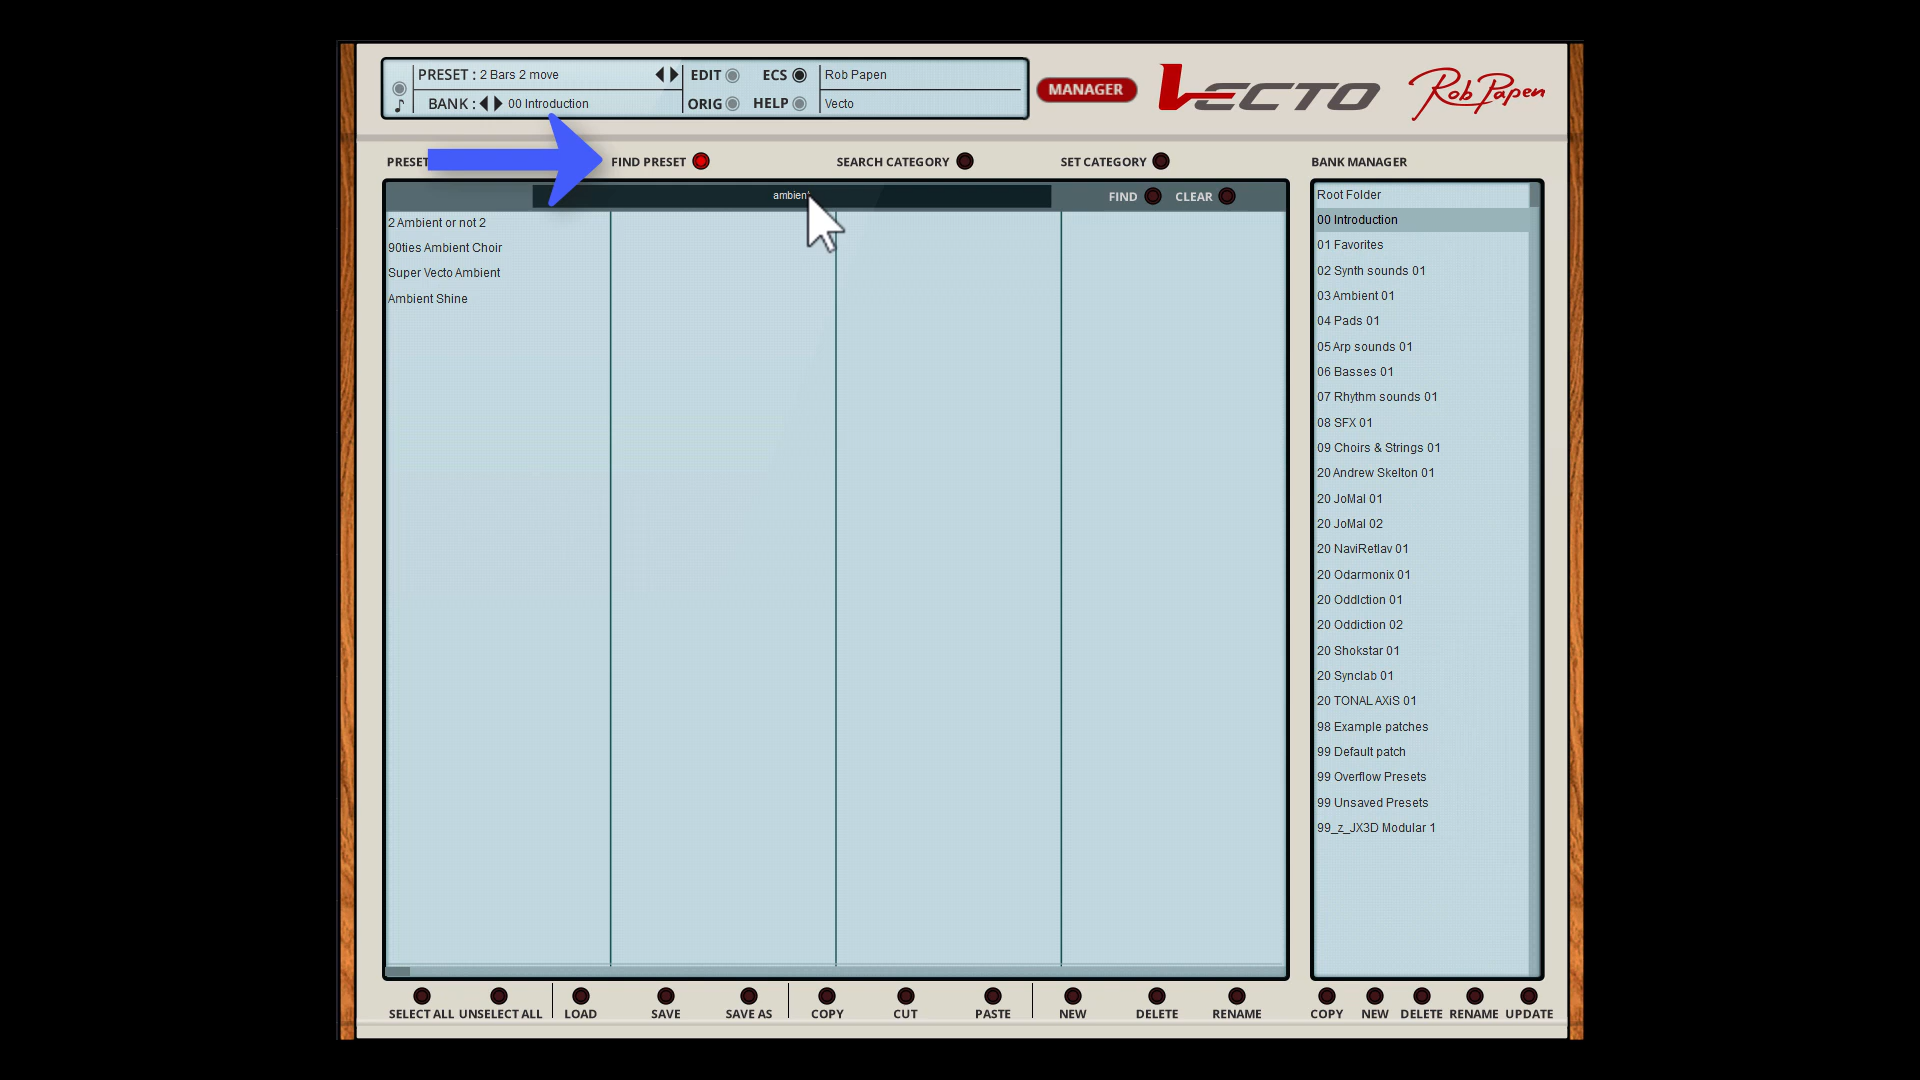 PRESET : 2 Bars 2 move
EDIT
ECS
Rob Papen
BANK : 00 Introduction
ORIG
HELP
Vecto
MANAGER
VECTO
Rob Papen
PRESET
FIND PRESET
SEARCH CATEGORY
SET CATEGORY
BANK MANAGER
ambient
FIND
CLEAR
2 Ambient or not 2
90ties Ambient Choir
Super Vecto Ambient
Ambient Shine
Root Folder
00 Introduction
01 Favorites
02 Synth sounds 01
03 Ambient 01
04 Pads 01
05 Arp sounds 01
06 Basses 01
07 Rhythm sounds 01
08 SFX 01
09 Choirs & Strings 01
20 Andrew Skelton 01
20 JoMal 01
20 JoMal 02
20 NaviRetlav 01
20 Odarmonix 01
20 OddIction 01
20 Oddiction 02
20 Shokstar 01
20 Synclab 01
20 TONAL AXiS 01
98 Example patches
99 Default patch
99 Overflow Presets
99 Unsaved Presets
99_z_JX3D Modular 1
SELECT ALL UNSELECT ALL LOAD SAVE SAVE AS COPY CUT PASTE NEW DELETE RENAME
COPY NEW DELETE RENAME UPDATE